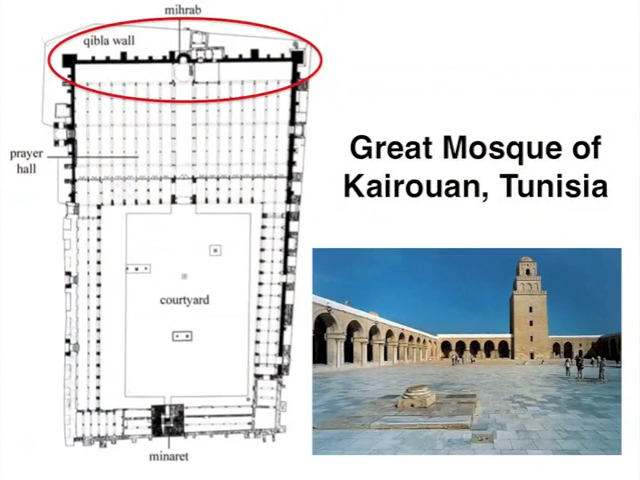 mihrab
qibla wall
prayer
hall
courtyard
minaret
Great Mosque of
Kairouan, Tunisia